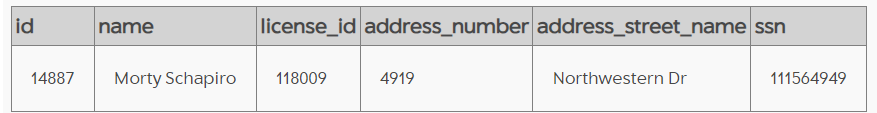 id name license_id address_number address_street_name ssn
14887 Morty Schapiro 118009 4919 Northwestern Dr 111564949